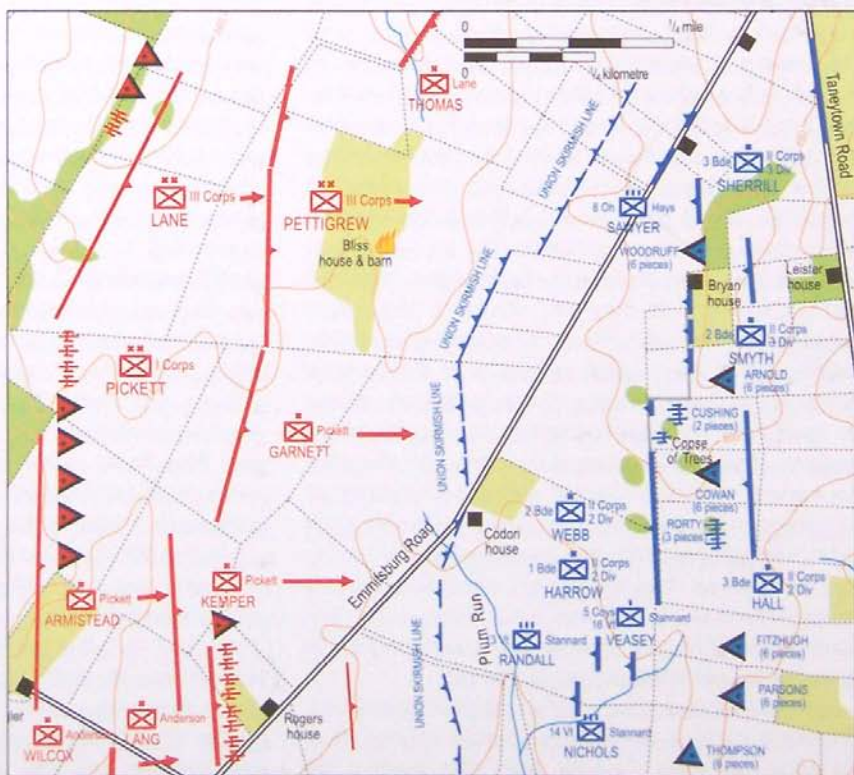 0
¼ mile
0
¼ kilometre
Lane
THOMAS
III Corps
LANE
III Corps
PETTIGREW
Bliss
house & barn
UNION SKIRMISH LINE
8 Oh
Hays
SAWYER
3 Bde
II Corps
3 Div
SHERRILL
Taneytown Road
WOODRUFF
(6 pieces)
Bryan
house
Leister
house
UNION SKIRMISH LINE
2 Bde
II Corps
3 Div
SMYTH
I Corps
PICKETT
ARNOLD
(6 pieces)
Pickett
GARNETT
UNION SKIRMISH LINE
CUSHING
(2 pieces)
Copse
of Trees
COWAN
(6 pieces)
RORTY
(3 pieces)
2 Bde
II Corps
2 Div
WEBB
Codori
house
Emmitsburg Road
1 Bde
II Corps
2 Div
HARROW
3 Bde
II Corps
2 Div
HALL
Pickett
ARMISTEAD
Pickett
KEMPER
5 Coys
16 Vt
Stannard
VEASEY
3 Vt
Stannard
RANDALL
Plum Run
FITZHUGH
(6 pieces)
UNION SKIRMISH LINE
PARSONS
(6 pieces)
Rogers
house
Anderson
LANG
Anderson
WILCOX
14 Vt
Stannard
NICHOLS
THOMPSON
(6 pieces)